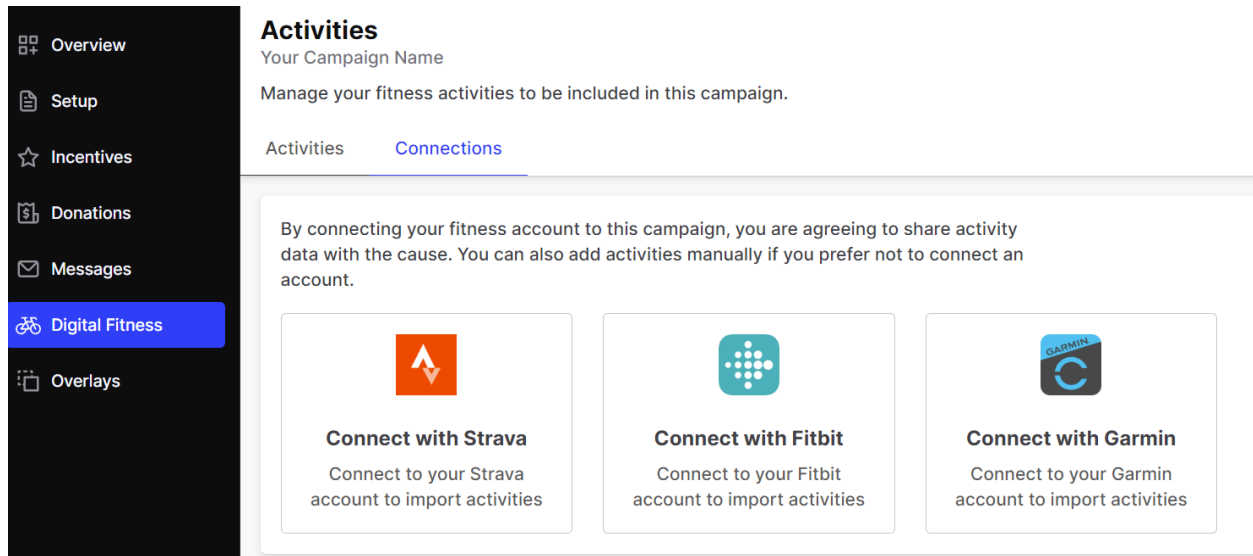 Overview
Setup
Incentives
Donations
Messages
Digital Fitness
Overlays
Activities
Your Campaign Name
Manage your fitness activities to be included in this campaign.
Activities
Connections
By connecting your fitness account to this campaign, you are agreeing to share activity
data with the cause. You can also add activities manually if you prefer not to connect an
account.
Connect with Strava
Connect to your Strava
account to import activities
Connect with Fitbit
Connect to your Fitbit
account to import activities
GARMIN
Connect with Garmin
Connect to your Garmin
account to import activities